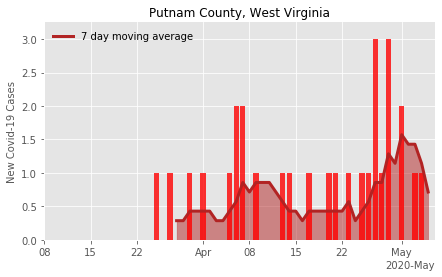 Putnam County, West Virginia
7 day moving average
New Covid-19 Cases
3.0
2.5
2.0
1.5
1.0
0.5
0.0
08 15 22 Apr 08 15 22 May
2020-May